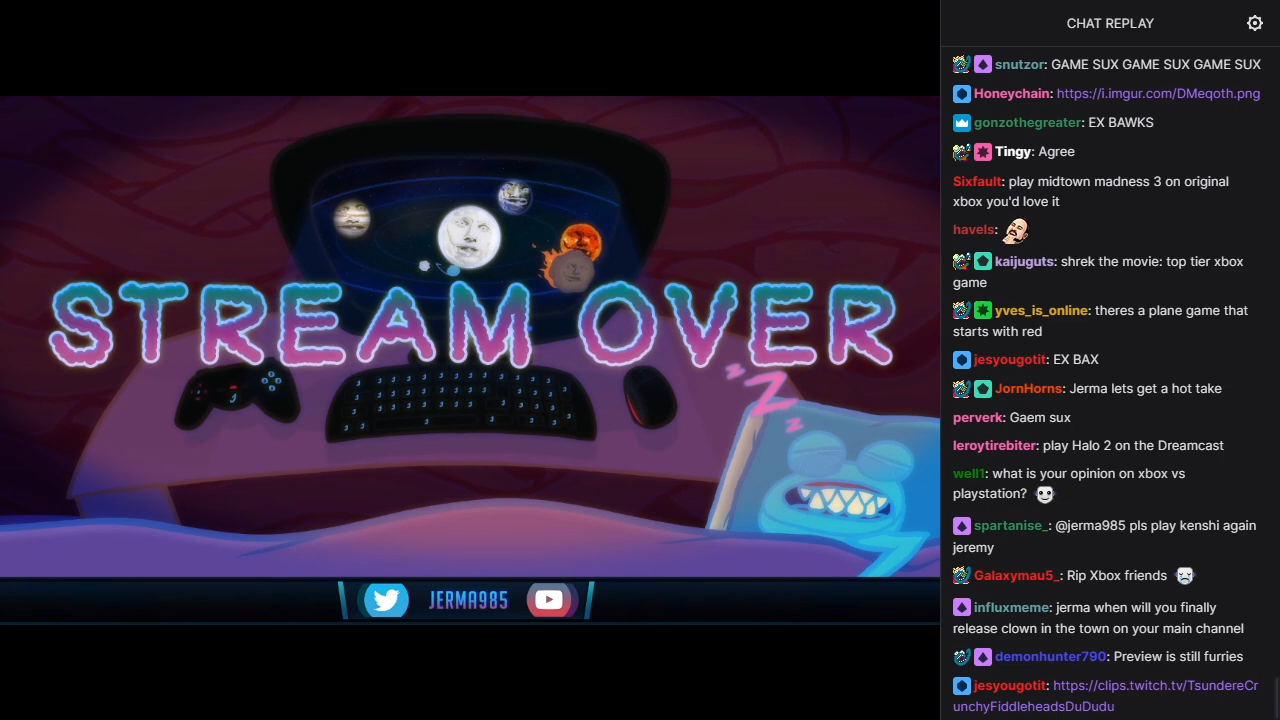 CHAT REPLAY
snutzor: GAME SUX GAME SUX GAME SUX
Honeychain: https://i.imgur.com/DMeqoth.png
gonzothegreater: EX BAWKS
Tingy: Agree
Sixfault: play midtown madness 3 on original
xbox you'd love it
havels:
kaijuguts: shrek the movie: top tier xbox
game
yves_is_online: theres a plane game that
starts with red
jesyougotit: EX BAX
JornHorns: Jerma lets get a hot take
perverk: Gaem sux
leroytirebiter: play Halo 2 on the Dreamcast
well1: what is your opinion on xbox vs
playstation?
spartanise_: @jerma985 pls play kenshi again
jeremy
Galaxymau5_: Rip Xbox friends
influxmeme: jerma when will you finally
release clown in the town on your main channel
demonhunter790: Preview is still furries
jesyougotit: https://clips.twitch.tv/TsundereCr
unchyFiddleheadsDuDudu
STREAM OVER
z
Z
z
JERMA985